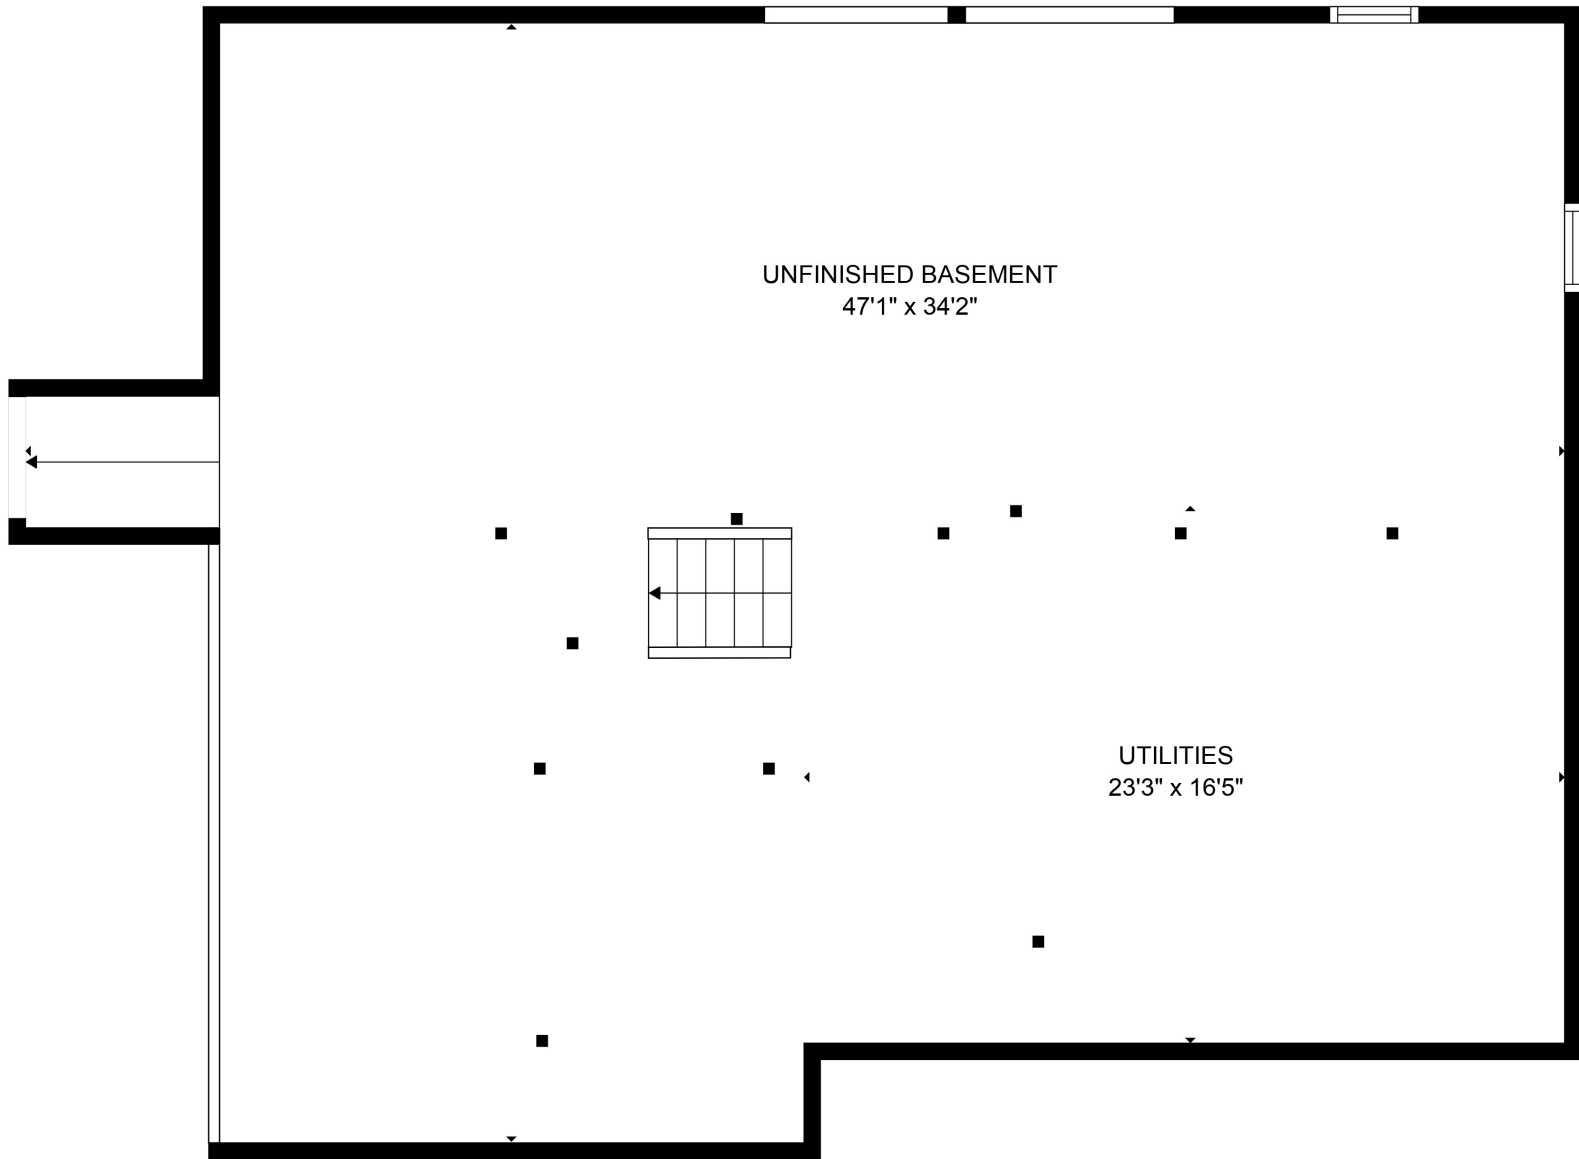 UNFINISHED BASEMENT
47'1" x 34'2"
UTILITIES
23'3" x 16'5"